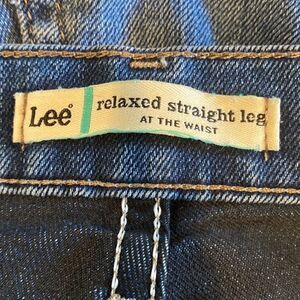 Lee®
relaxed straight leg
AT THE WAIST